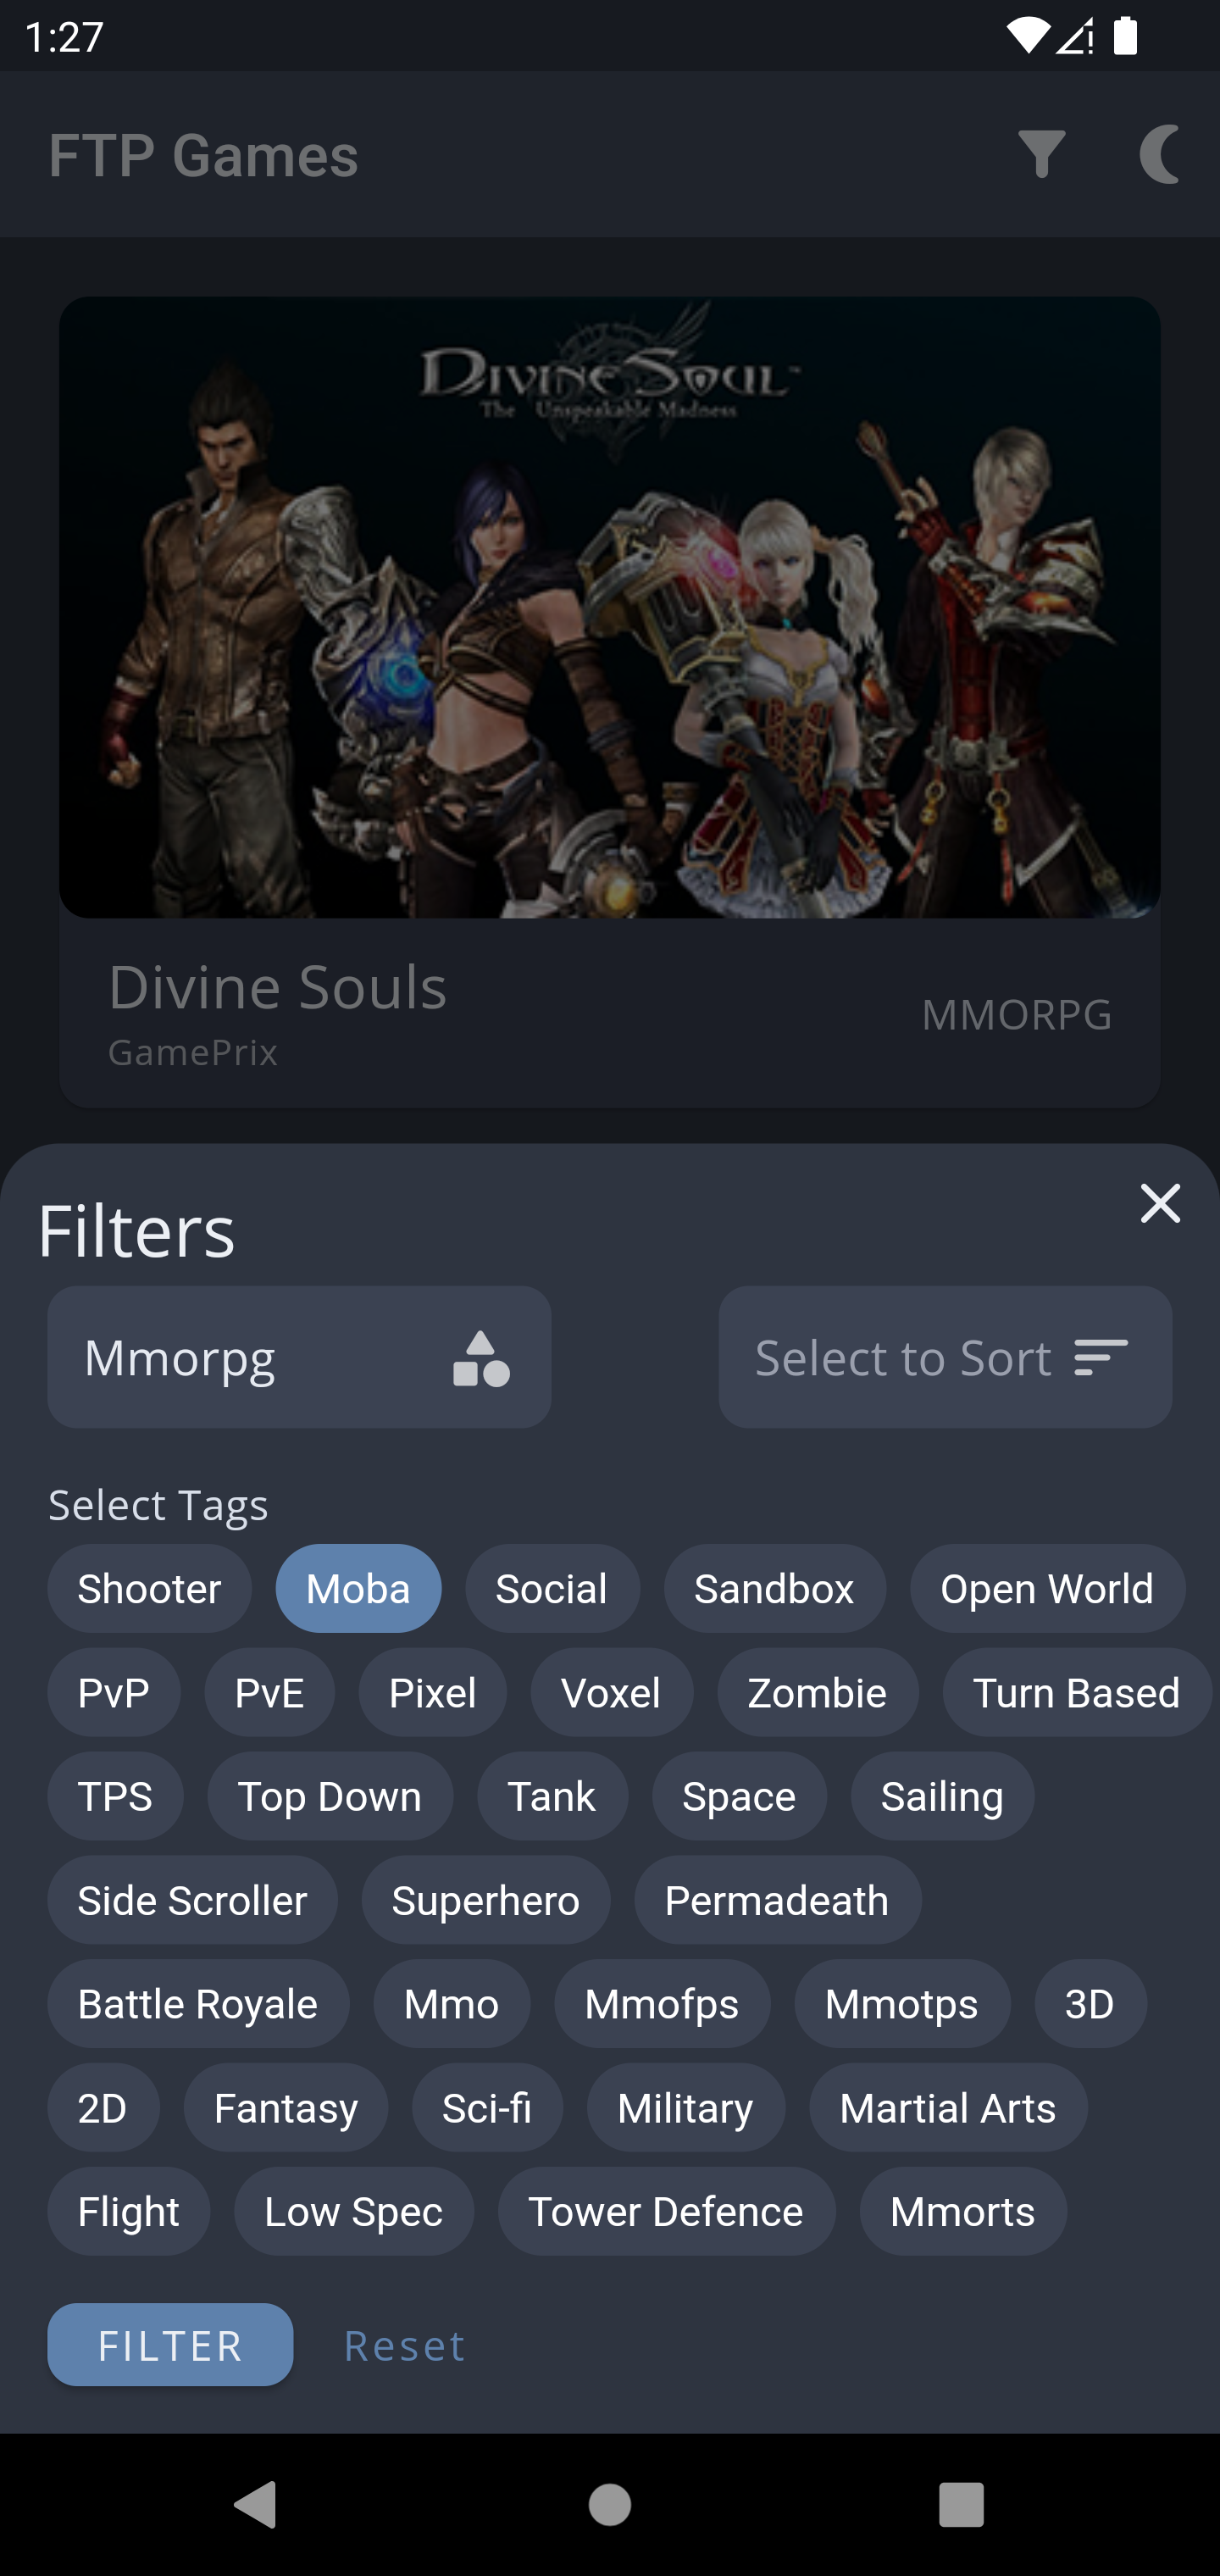 1:27
FTP Games
DIVINE SOUL™
The Unspeakable Madness
Divine Souls
GamePrix
MMORPG
Filters
Mmorpg
Select to Sort
Select Tags
Shooter Moba Social Sandbox Open World
PvP PvE Pixel Voxel Zombie Turn Based
TPS Top Down Tank Space Sailing
Side Scroller Superhero Permadeath
Battle Royale Mmo Mmofps Mmotps 3D
2D Fantasy Sci-fi Military Martial Arts
Flight Low Spec Tower Defence Mmorts
FILTER Reset